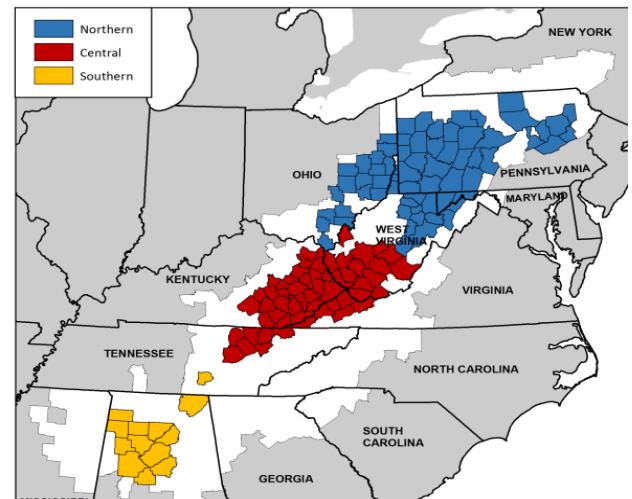 Northern
Central
Southern
NEW YORK
OHIO
PENNSYLVANIA
MARYLAND
WEST
VIRGINIA
KENTUCKY
VIRGINIA
TENNESSEE
NORTH CAROLINA
SOUTH
CAROLINA
GEORGIA